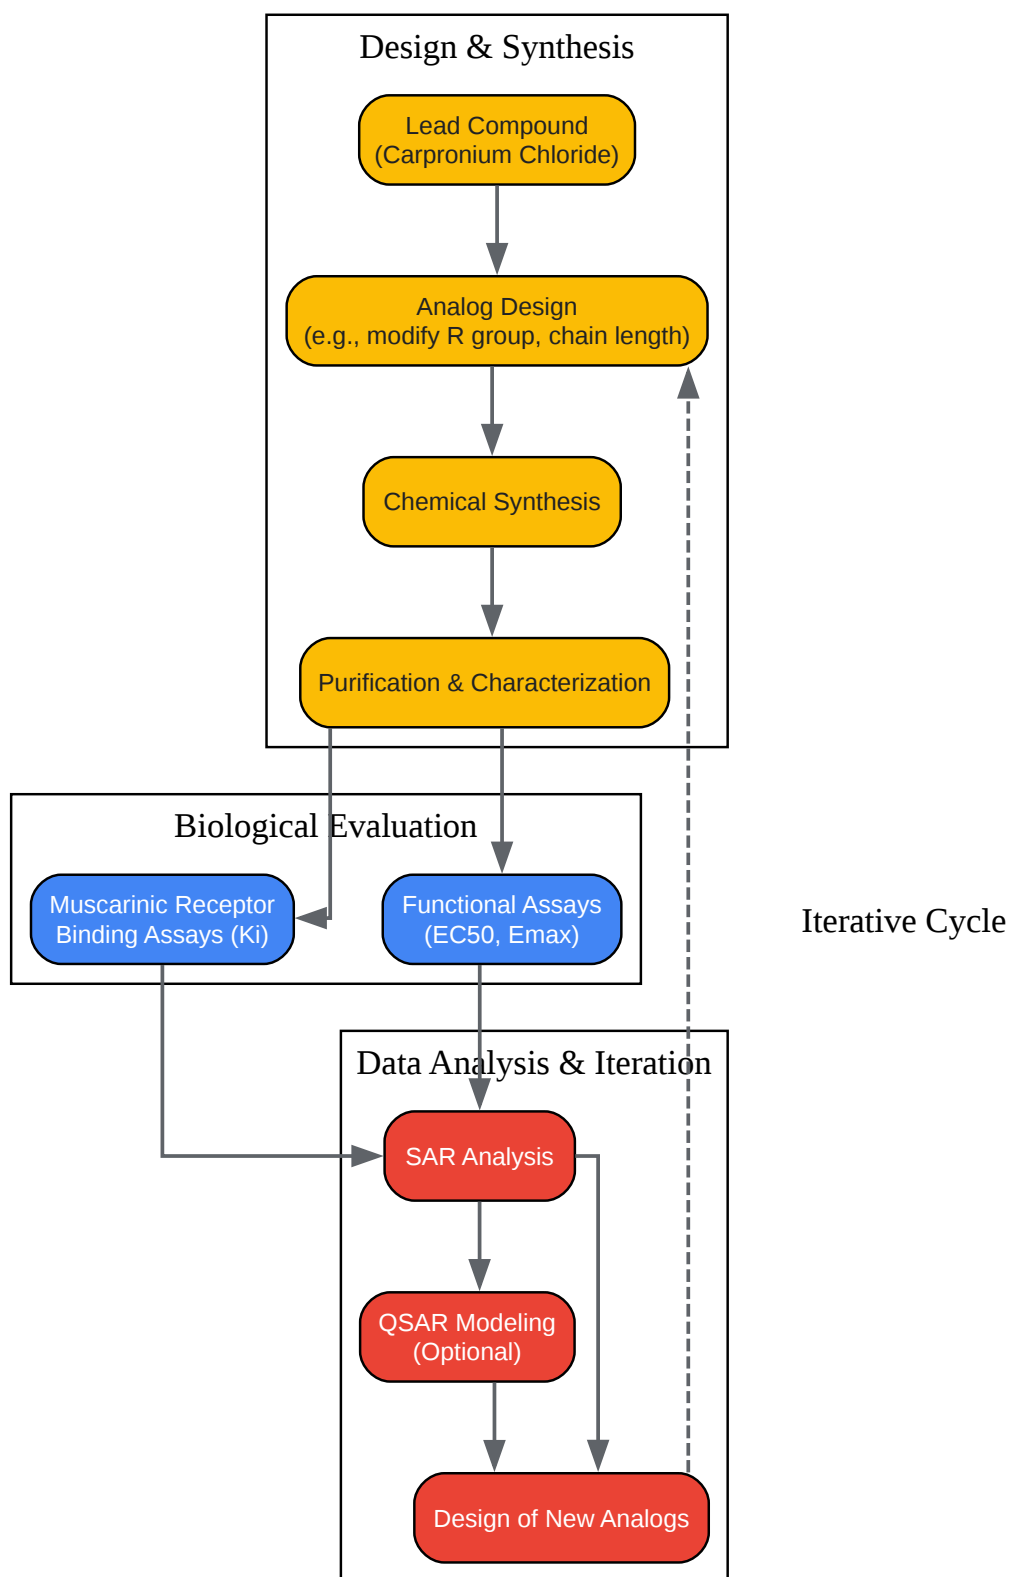 Design & Synthesis
Lead Compound
(Carpronium Chloride)
Analog Design
(e.g., modify R group, chain length)
Chemical Synthesis
Purification & Characterization
Biological Evaluation
Muscarinic Receptor
Binding Assays (Ki)
Functional Assays
(EC50, Emax)
Iterative Cycle
Data Analysis & Iteration
SAR Analysis
QSAR Modeling
(Optional)
Design of New Analogs